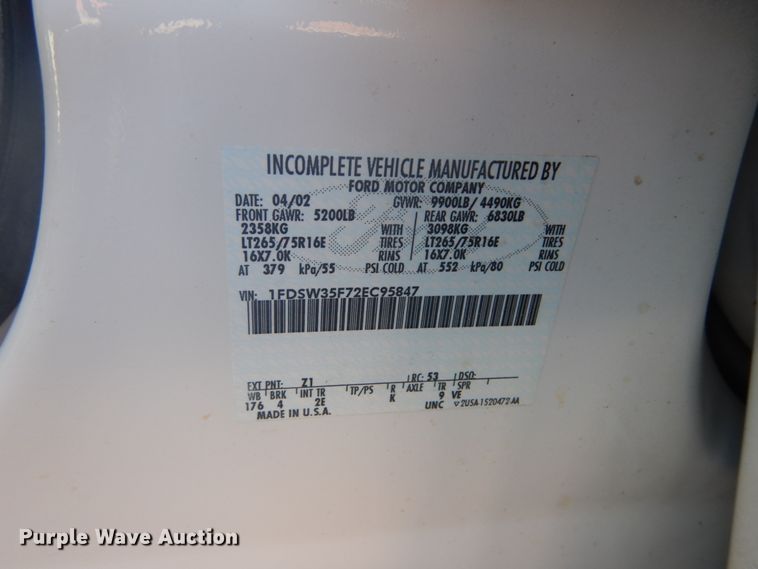 INCOMPLETE VEHICLE MANUFACTURED BY
FORD MOTOR COMPANY
DATE: 04/02 GVWR: 9900LB/ 4490KG
FRONT GAWR: 5200LB REAR GAWR: 6830LB
2358KG WITH 3098KG WITH
LT265/75R16E TIRES LT265/75R16E TIRES
16X7.0K RIMS 16X7.0K RIMS
AT 379 kPa/55 PSI COLD AT 552 kPa/80 PSI COLD
VIN: 1FDSW35F72EC95847
EXT PNT: Z1 RC: 53 DSO:
WB BRK INT TR TP/PS R AXLE TR SPR
176 4 2E K 9 VE
MADE IN U.S.A. UNC 2U5A-1520472 AA
Purple Wave Auction